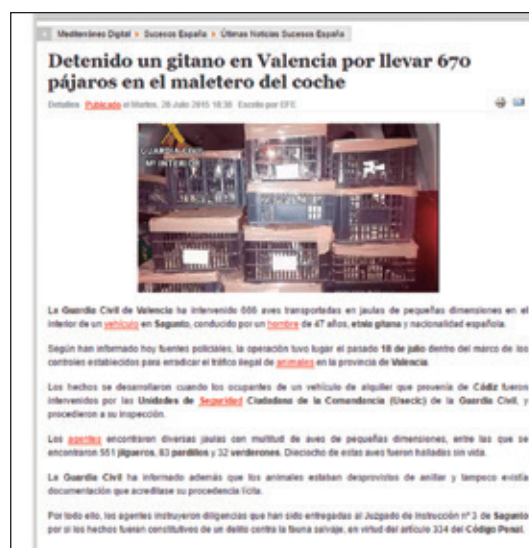 Mediterráneo Digital ▸ Sucesos España ▸ Últimas Noticias Sucesos España
Detenido un gitano en Valencia por llevar 670
pájaros en el maletero del coche
Detalles Publicado el Martes, 28 Julio 2015 18:38 Escrito por EFE
GUARDIA CIVIL
Mº INTERIOR
La Guardia Civil de Valencia ha intervenido 666 aves transportadas en jaulas de pequeñas dimensiones en el
interior de un vehículo en Sagunto, conducido por un hombre de 47 años, etnia gitana y nacionalidad española.
Según han informado hoy fuentes policiales, la operación tuvo lugar el pasado 18 de julio dentro del marco de los
controles establecidos para erradicar el tráfico ilegal de animales en la provincia de Valencia.
Los hechos se desarrollaron cuando los ocupantes de un vehículo de alquiler que provenía de Cádiz fueron
intervenidos por las Unidades de Seguridad Ciudadana de la Comandancia (Usecic) de la Guardia Civil, y
procedieron a su inspección.
Los agentes encontraron diversas jaulas con multitud de aves de pequeñas dimensiones, entre las que se
encontraron 551 jilgueros, 83 pardillos y 32 verderones. Dieciocho de estas aves fueron halladas sin vida.
La Guardia Civil ha informado además que los animales estaban desprovistos de anillar y tampoco existía
documentación que acreditase su procedencia lícita.
Por todo ello, los agentes instruyeron diligencias que han sido entregadas al Juzgado de Instrucción nº 3 de Sagunto
por si los hechos fueran constitutivos de un delito contra la fauna salvaje, en virtud del artículo 334 del Código Penal.